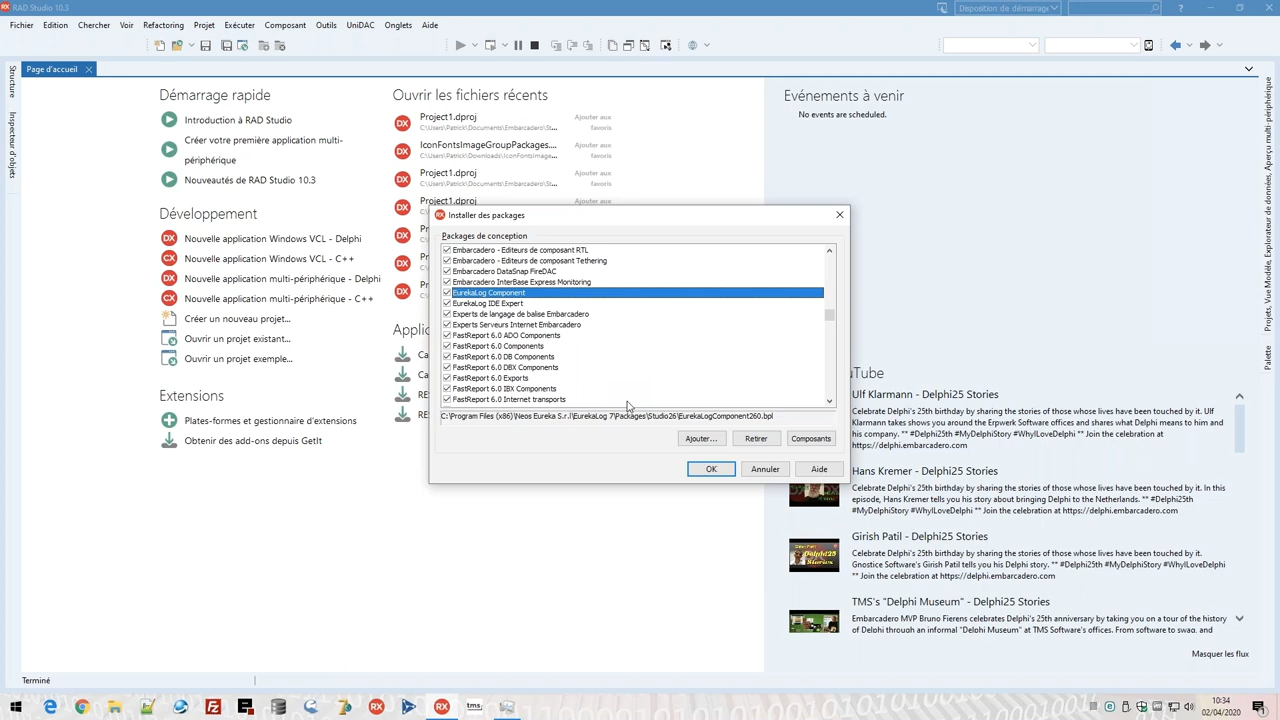 RAD Studio 10.3
Disposition de démarrage
Fichier Edition Chercher Voir Refactoring Projet Exécuter Composant Outils UniDAC Onglets Aide
Page d'accueil
Structure
Inspecteur d'objets
Démarrage rapide
Introduction à RAD Studio
Créer votre première application multi-
périphérique
Nouveautés de RAD Studio 10.3
Développement
Nouvelle application Windows VCL - Delphi
Nouvelle application Windows VCL - C++
Nouvelle application multi-périphérique - Delphi
Nouvelle application multi-périphérique - C++
Créer un nouveau projet...
Ouvrir un projet existant...
Ouvrir un projet exemple...
Extensions
Plates-formes et gestionnaire d'extensions
Obtenir des add-ons depuis GetIt
Ouvrir les fichiers récents
Project1.dproj
C:\Users\Patrick\Documents\Embarcadero\St...
Ajouter aux
favoris
IconFontsImageGroupPackages....
C:\Users\Patrick\Downloads\IconFontsImage...
Ajouter aux
favoris
Project1.dproj
C:\Users\Patrick\Documents\Embarcadero\St...
Ajouter aux
favoris
Project1.dproj
Ajouter aux
Installer des packages
Packages de conception
Embarcadero - Editeurs de composant RTL
Embarcadero - Editeurs de composant Tethering
Embarcadero DataSnap FireDAC
Embarcadero InterBase Express Monitoring
EurekaLog Component
EurekaLog IDE Expert
Experts de langage de balise Embarcadero
Experts Serveurs Internet Embarcadero
FastReport 6.0 ADO Components
FastReport 6.0 Components
FastReport 6.0 DB Components
FastReport 6.0 DBX Components
FastReport 6.0 Exports
FastReport 6.0 IBX Components
FastReport 6.0 Internet transports
C:\Program Files (x86)\Neos Eureka S.r.l\EurekaLog 7\Packages\Studio26\EurekaLogComponent260.bpl
Ajouter... Retirer Composants
OK Annuler Aide
Evénements à venir
No events are scheduled.
Ulf Klarmann - Delphi25 Stories
Celebrate Delphi's 25th birthday by sharing the stories of those whose lives have been touched by it. Ulf
Klarmann takes shows you around the Erpwerk Software offices and shares what Delphi means to him and
his company. ** #Delphi25th #MyDelphiStory #WhyILoveDelphi ** Join the celebration at
https://delphi.embarcadero.com
Hans Kremer - Delphi25 Stories
Celebrate Delphi's 25th birthday by sharing the stories of those whose lives have been touched by it. In this
episode, Hans Kremer tells you his story about bringing Delphi to the Netherlands. ** #Delphi25th
#MyDelphiStory #WhyILoveDelphi ** Join the celebration at https://delphi.embarcadero.com
Girish Patil - Delphi25 Stories
Celebrate Delphi's 25th birthday by sharing the stories of those whose lives have been touched by it.
Gnostice Software's Girish Patil tells you his Delphi story. ** #Delphi25th #MyDelphiStory #WhyILoveDelphi
** Join the celebration at https://delphi.embarcadero.com
TMS's "Delphi Museum" - Delphi25 Stories
Embarcadero MVP Bruno Fierens celebrates Delphi's 25th anniversary by taking you on a tour of the history
of Delphi through an informal "Delphi Museum" at TMS Software's offices. From software to swag, and
Masquer les flux
Projets, Vues modèle, Explorateur de données, Aperçu multi-périphérique
Palette
Terminé
tms
10:34
02/04/2020